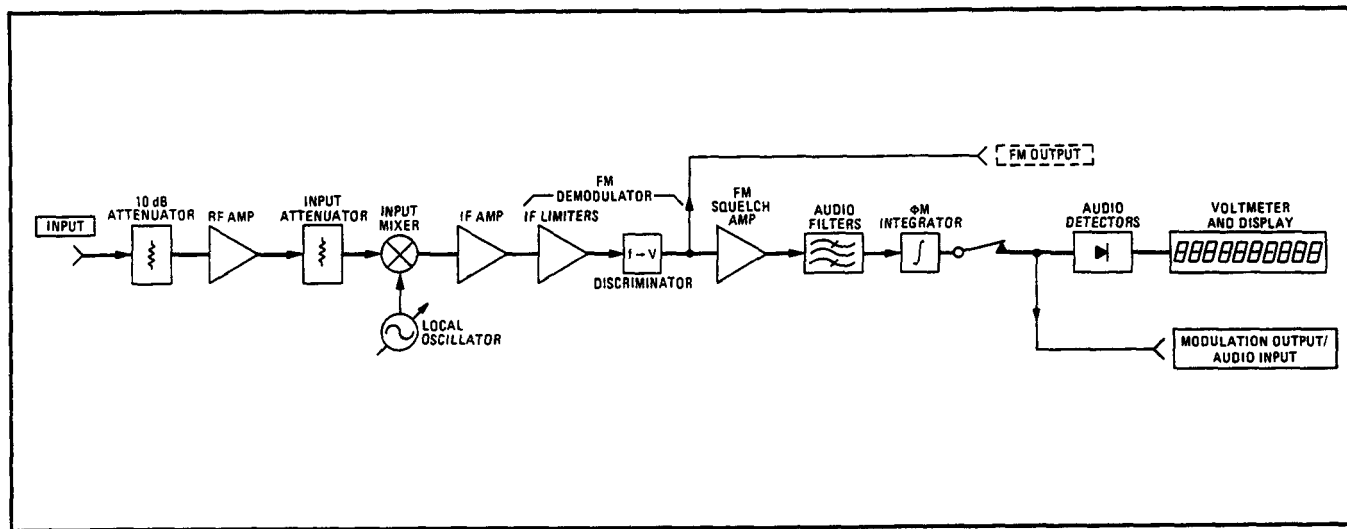 INPUT
10 dB
ATTENUATOR
RF AMP
INPUT
ATTENUATOR
INPUT
MIXER
LOCAL
OSCILLATOR
IF AMP
FM
DEMODULATOR
IF LIMITERS
f → V
DISCRIMINATOR
FM OUTPUT
FM
SQUELCH
AMP
AUDIO
FILTERS
ΦM
INTEGRATOR
∫
AUDIO
DETECTORS
VOLTMETER
AND DISPLAY
8888888888
MODULATION OUTPUT/
AUDIO INPUT